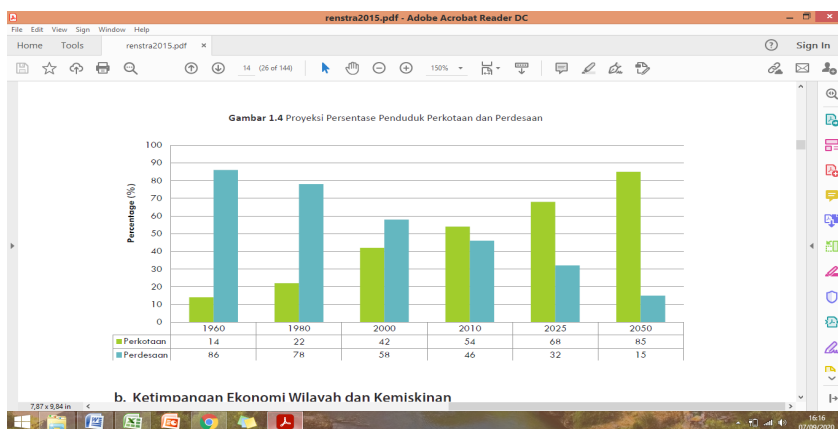 renstra2015.pdf - Adobe Acrobat Reader DC
File Edit View Sign Window Help
Home Tools renstra2015.pdf × Sign In
14 (26 of 144) 150%
Gambar 1.4 Proyeksi Persentase Penduduk Perkotaan dan Perdesaan
Percentage (%)
100
90
80
70
60
50
40
30
20
10
0
1960 1980 2000 2010 2025 2050
Perkotaan 14 22 42 54 68 85
Perdesaan 86 78 58 46 32 15
b. Ketimpangan Ekonomi Wilayah dan Kemiskinan
7,87 x 9,84 in
16:16
07/09/2020